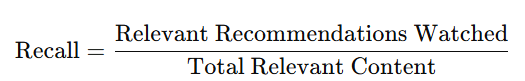 Recall = Relevant Recommendations Watched
Total Relevant Content